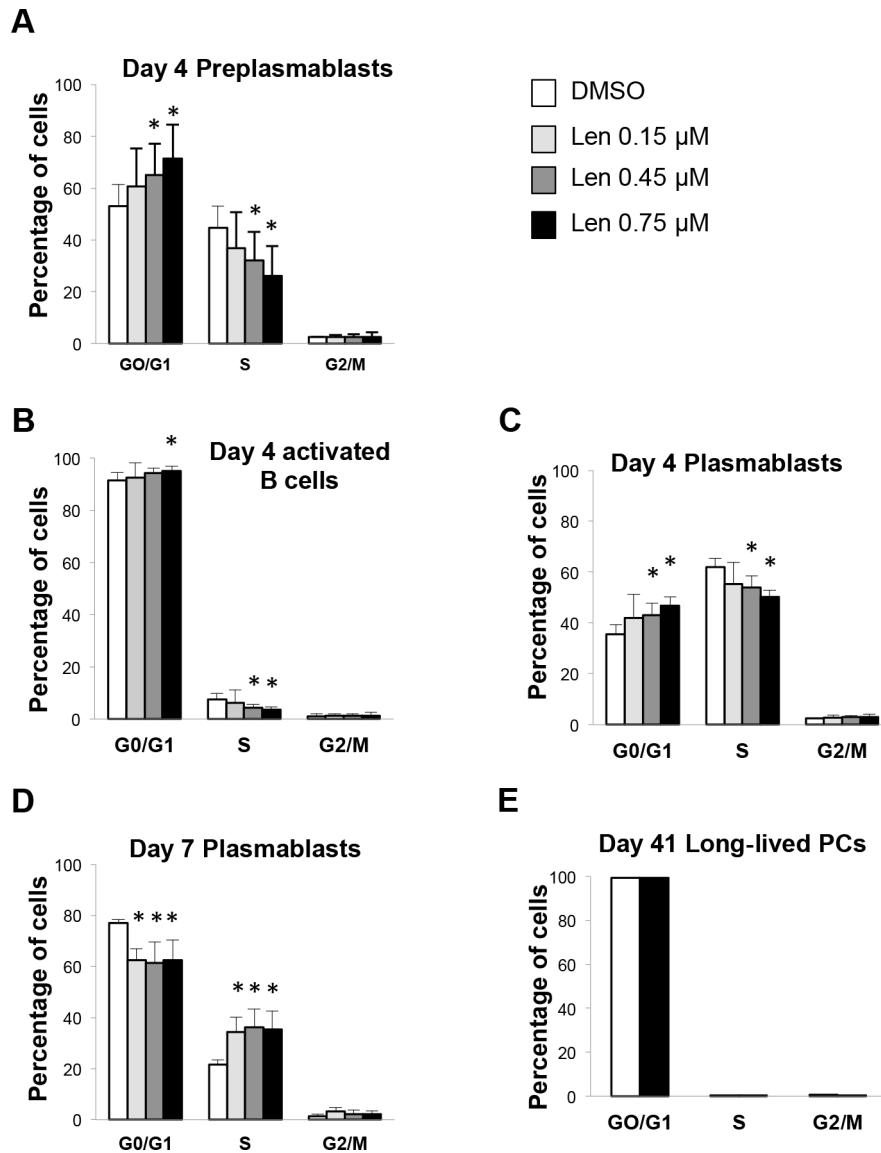 A
Day 4 Preplasmablasts
Percentage of cells
100
80
60
40
20
0
* *
* *
GO/G1 S G2/M
DMSO
Len 0.15 µM
Len 0.45 µM
Len 0.75 µM
B
Day 4 activated
B cells
Percentage of cells
100
80
60
40
20
0
*
* *
G0/G1 S G2/M
C
Day 4 Plasmablasts
Percentage of cells
100
80
60
40
20
0
* *
* *
G0/G1 S G2/M
D
Day 7 Plasmablasts
Percentage of cells
100
80
60
40
20
0
* * *
* * *
G0/G1 S G2/M
E
Day 41 Long-lived PCs
Percentage of cells
100
80
60
40
20
0
GO/G1 S G2/M